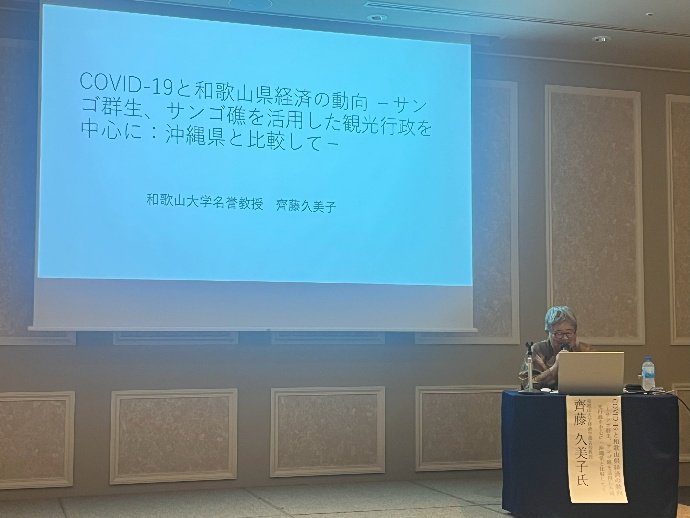 COVID-19と和歌山県経済の動向 －サン
ゴ群生、サンゴ礁を活用した観光行政を
中心に：沖縄県と比較して－
和歌山大学名誉教授 齊藤久美子
齊藤 久美子氏